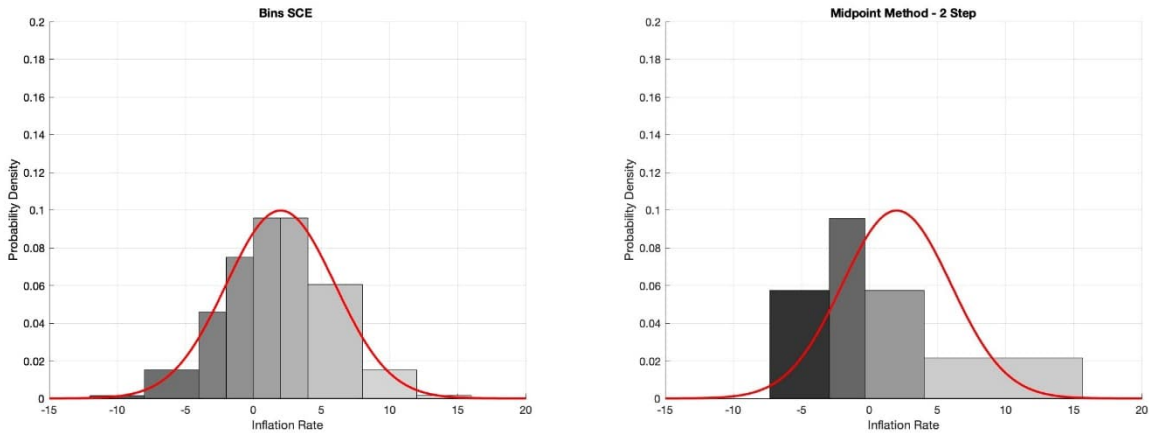 Bins SCE
0.2
0.18
0.16
0.14
0.12
0.1
0.08
0.06
0.04
0.02
0
Probability Density
-15 -10 -5 0 5 10 15 20
Inflation Rate
Midpoint Method - 2 Step
0.2
0.18
0.16
0.14
0.12
0.1
0.08
0.06
0.04
0.02
0
Probability Density
-15 -10 -5 0 5 10 15 20
Inflation Rate